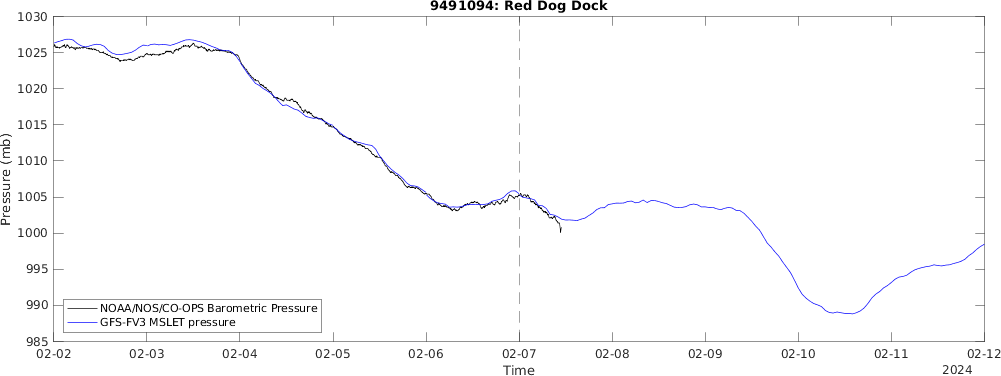 9491094: Red Dog Dock
Pressure (mb)
1030
1025
1020
1015
1010
1005
1000
995
990
985
NOAA/NOS/CO-OPS Barometric Pressure
GFS-FV3 MSLET pressure
02-02 02-03 02-04 02-05 02-06 02-07 02-08 02-09 02-10 02-11 02-12
Time
2024